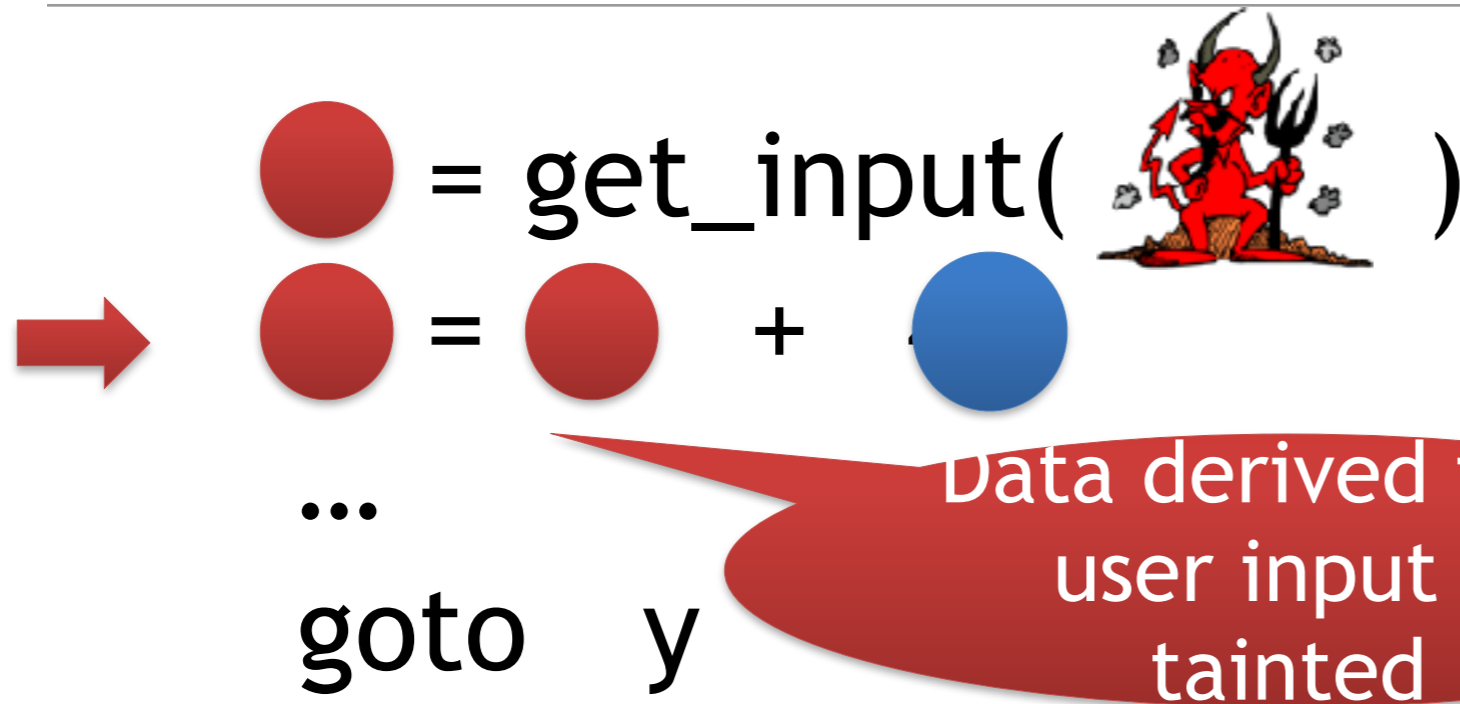 = get_input( )
= +
...
goto y
Data derived
user input
tainted